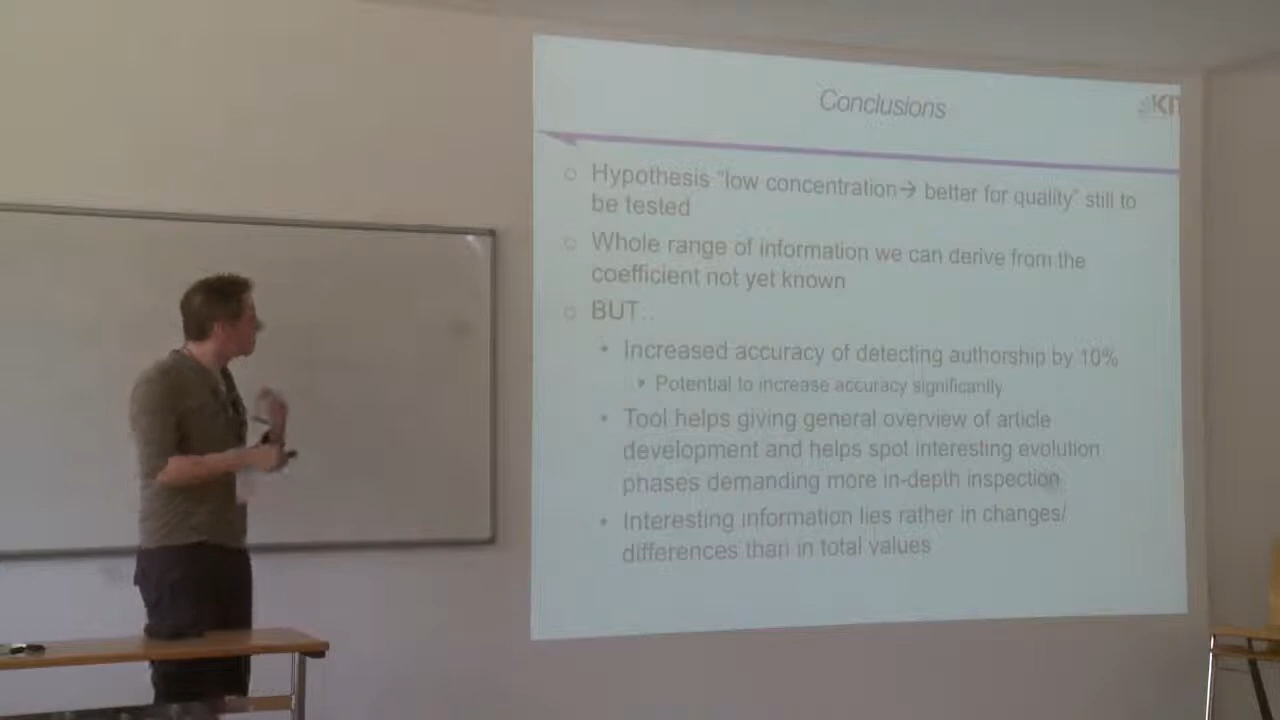 Conclusions
KIT
Hypothesis "low concentration→ better for quality" still to
be tested
Whole range of information we can derive from the
coefficient not yet known
BUT..
Increased accuracy of detecting authorship by 10%
Potential to increase accuracy significantly
Tool helps giving general overview of article
development and helps spot interesting evolution
phases demanding more in-depth inspection
Interesting information lies rather in changes/
differences than in total values